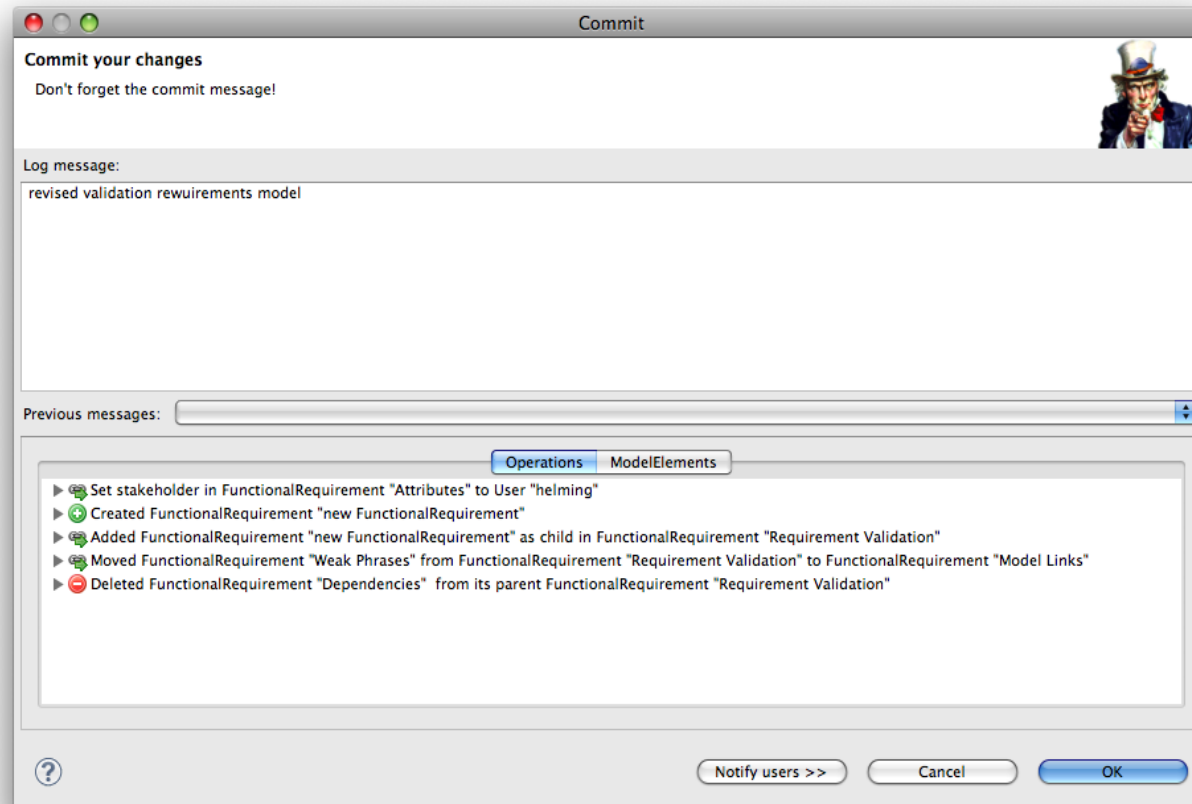 Commit
Commit your changes
Don't forget the commit message!
Log message:
revised validation rewuirements model
Previous messages:
Operations ModelElements
Set stakeholder in FunctionalRequirement "Attributes" to User "helming"
Created FunctionalRequirement "new FunctionalRequirement"
Added FunctionalRequirement "new FunctionalRequirement" as child in FunctionalRequirement "Requirement Validation"
Moved FunctionalRequirement "Weak Phrases" from FunctionalRequirement "Requirement Validation" to FunctionalRequirement "Model Links"
Deleted FunctionalRequirement "Dependencies"  from its parent FunctionalRequirement "Requirement Validation"
? Notify users >> Cancel OK